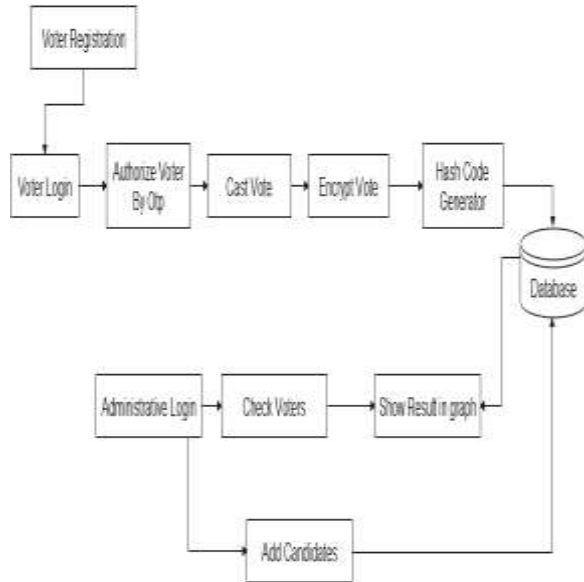 Voter Registration
Voter Login
Authorize Voter
By Otp
Cast Vote
Encrypt Vote
Hash Code
Generator
Database
Administrative Login
Check Voters
Show Result in graph
Add Candidates